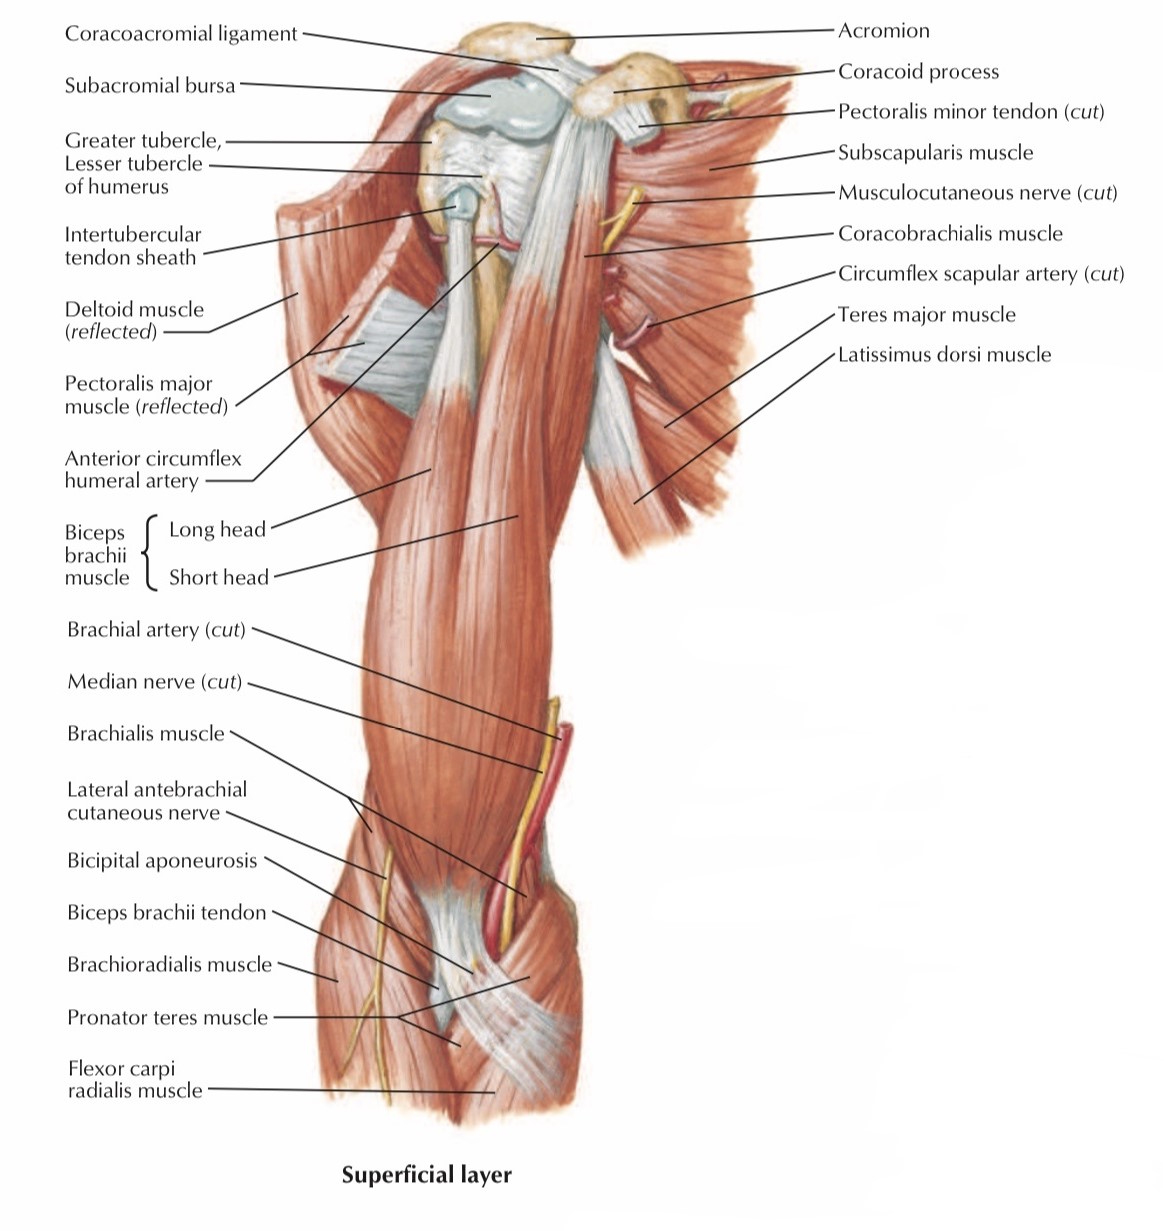 Coracoacromial ligament
Subacromial bursa
Greater tubercle,
Lesser tubercle
of humerus
Intertubercular
tendon sheath
Deltoid muscle
(reflected)
Pectoralis major
muscle (reflected)
Anterior circumflex
humeral artery
Biceps
brachii
muscle
Long head
Short head
Brachial artery (cut)
Median nerve (cut)
Brachialis muscle
Lateral antebrachial
cutaneous nerve
Bicipital aponeurosis
Biceps brachii tendon
Brachioradialis muscle
Pronator teres muscle
Flexor carpi
radialis muscle
Acromion
Coracoid process
Pectoralis minor tendon (cut)
Subscapularis muscle
Musculocutaneous nerve (cut)
Coracobrachialis muscle
Circumflex scapular artery (cut)
Teres major muscle
Latissimus dorsi muscle
Superficial layer